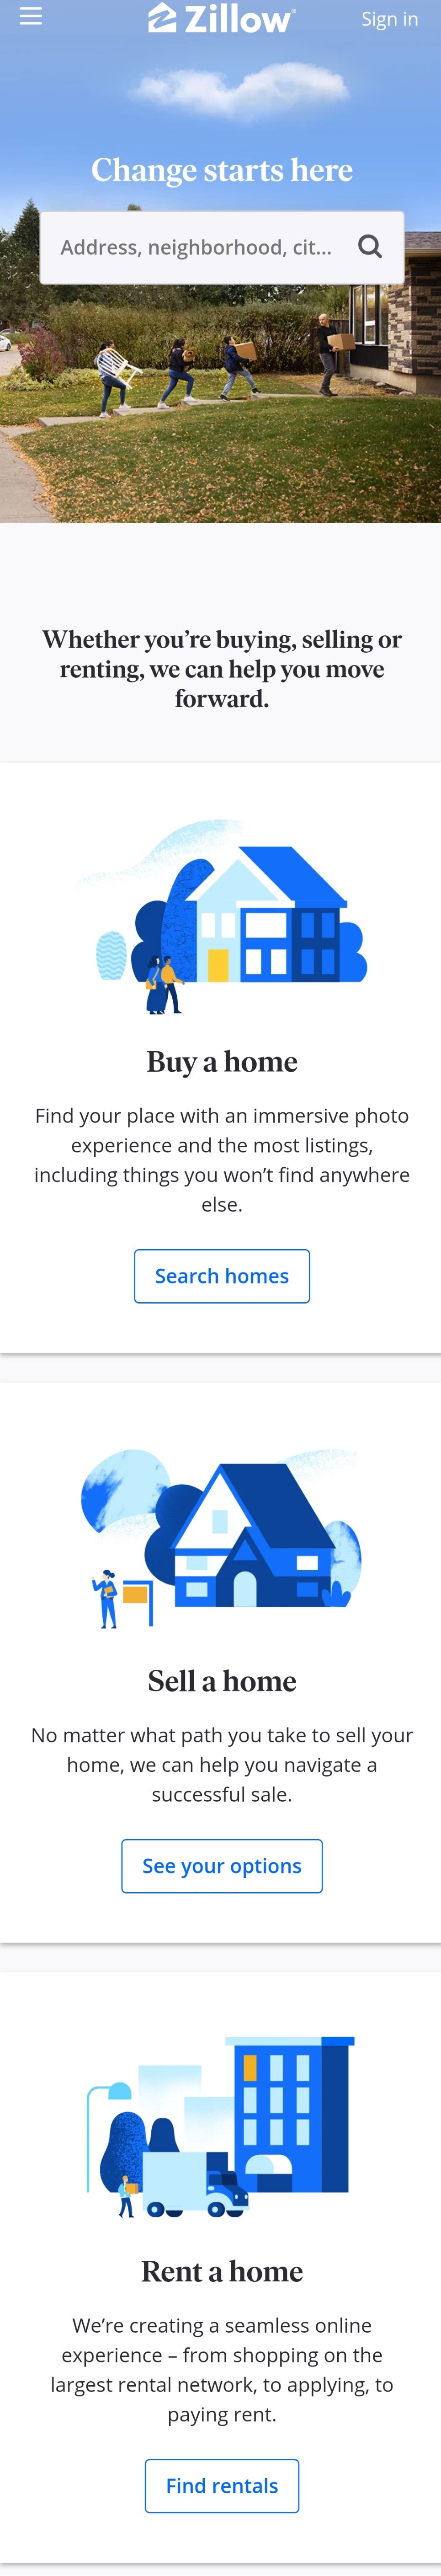 Zillow®
Sign in
Change starts here
Address, neighborhood, cit...
Whether you’re buying, selling or
renting, we can help you move
forward.
Buy a home
Find your place with an immersive photo
experience and the most listings,
including things you won’t find anywhere
else.
Search homes
Sell a home
No matter what path you take to sell your
home, we can help you navigate a
successful sale.
See your options
Rent a home
We’re creating a seamless online
experience – from shopping on the
largest rental network, to applying, to
paying rent.
Find rentals